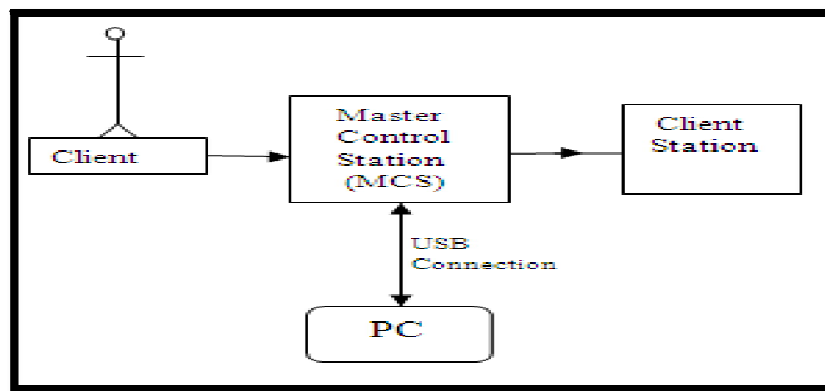 Client
Master
Control
Station
(MCS)
Client
Station
USB
Connection
PC